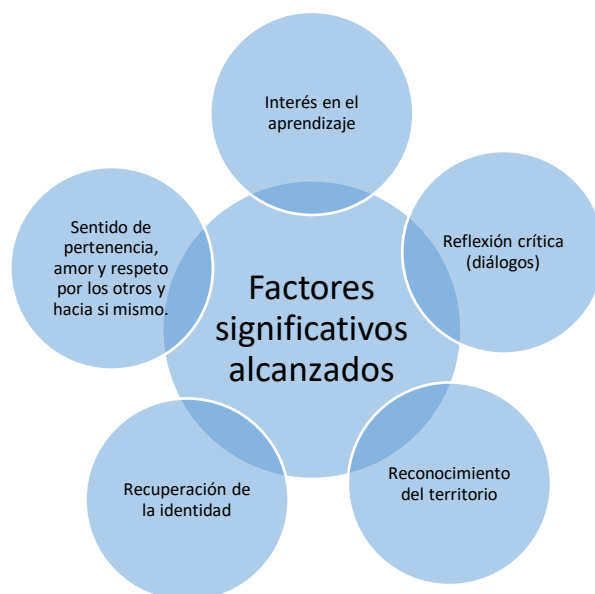 Interés en el
aprendizaje
Reflexión crítica
(diálogos)
Reconocimiento
del territorio
Recuperación de
la identidad
Sentido de
pertenencia,
amor y respeto
por los otros y
hacia si mismo.
Factores
significativos
alcanzados